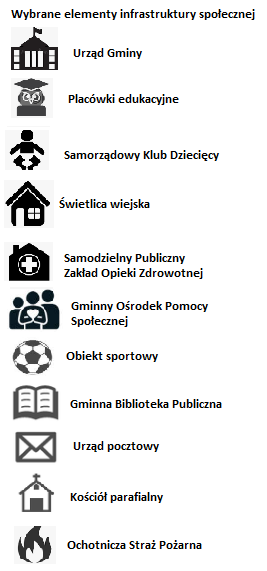 Wybrane elementy infrastruktury społecznej
Urząd Gminy
Placówki edukacyjne
Samorządowy Klub Dziecięcy
Świetlica wiejska
Samodzielny Publiczny
Zakład Opieki Zdrowotnej
Gminny Ośrodek Pomocy
Społecznej
Obiekt sportowy
Gminna Biblioteka Publiczna
Urząd pocztowy
Kościół parafialny
Ochotnicza Straż Pożarna